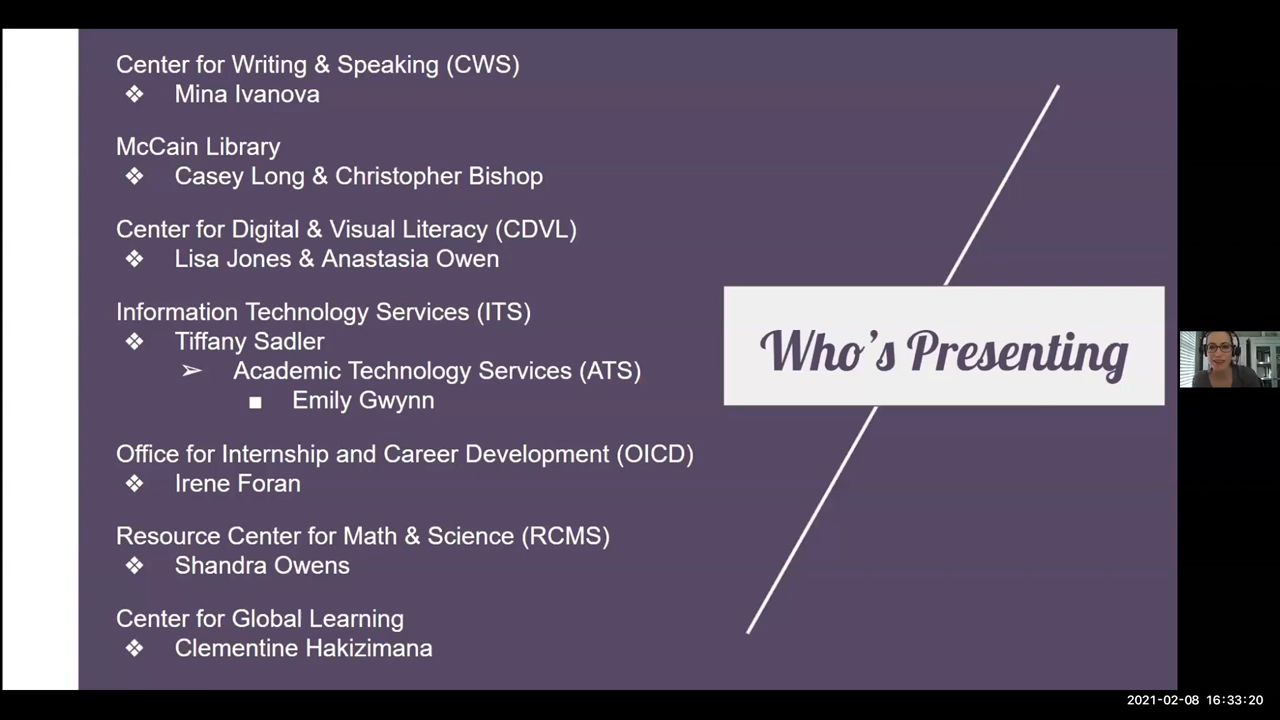 Center for Writing & Speaking (CWS)
❖ Mina Ivanova
McCain Library
❖ Casey Long & Christopher Bishop
Center for Digital & Visual Literacy (CDVL)
❖ Lisa Jones & Anastasia Owen
Information Technology Services (ITS)
❖ Tiffany Sadler
➢ Academic Technology Services (ATS)
■ Emily Gwynn
Office for Internship and Career Development (OICD)
❖ Irene Foran
Resource Center for Math & Science (RCMS)
❖ Shandra Owens
Center for Global Learning
❖ Clementine Hakizimana
Who's Presenting
2021-02-08 16:33:20